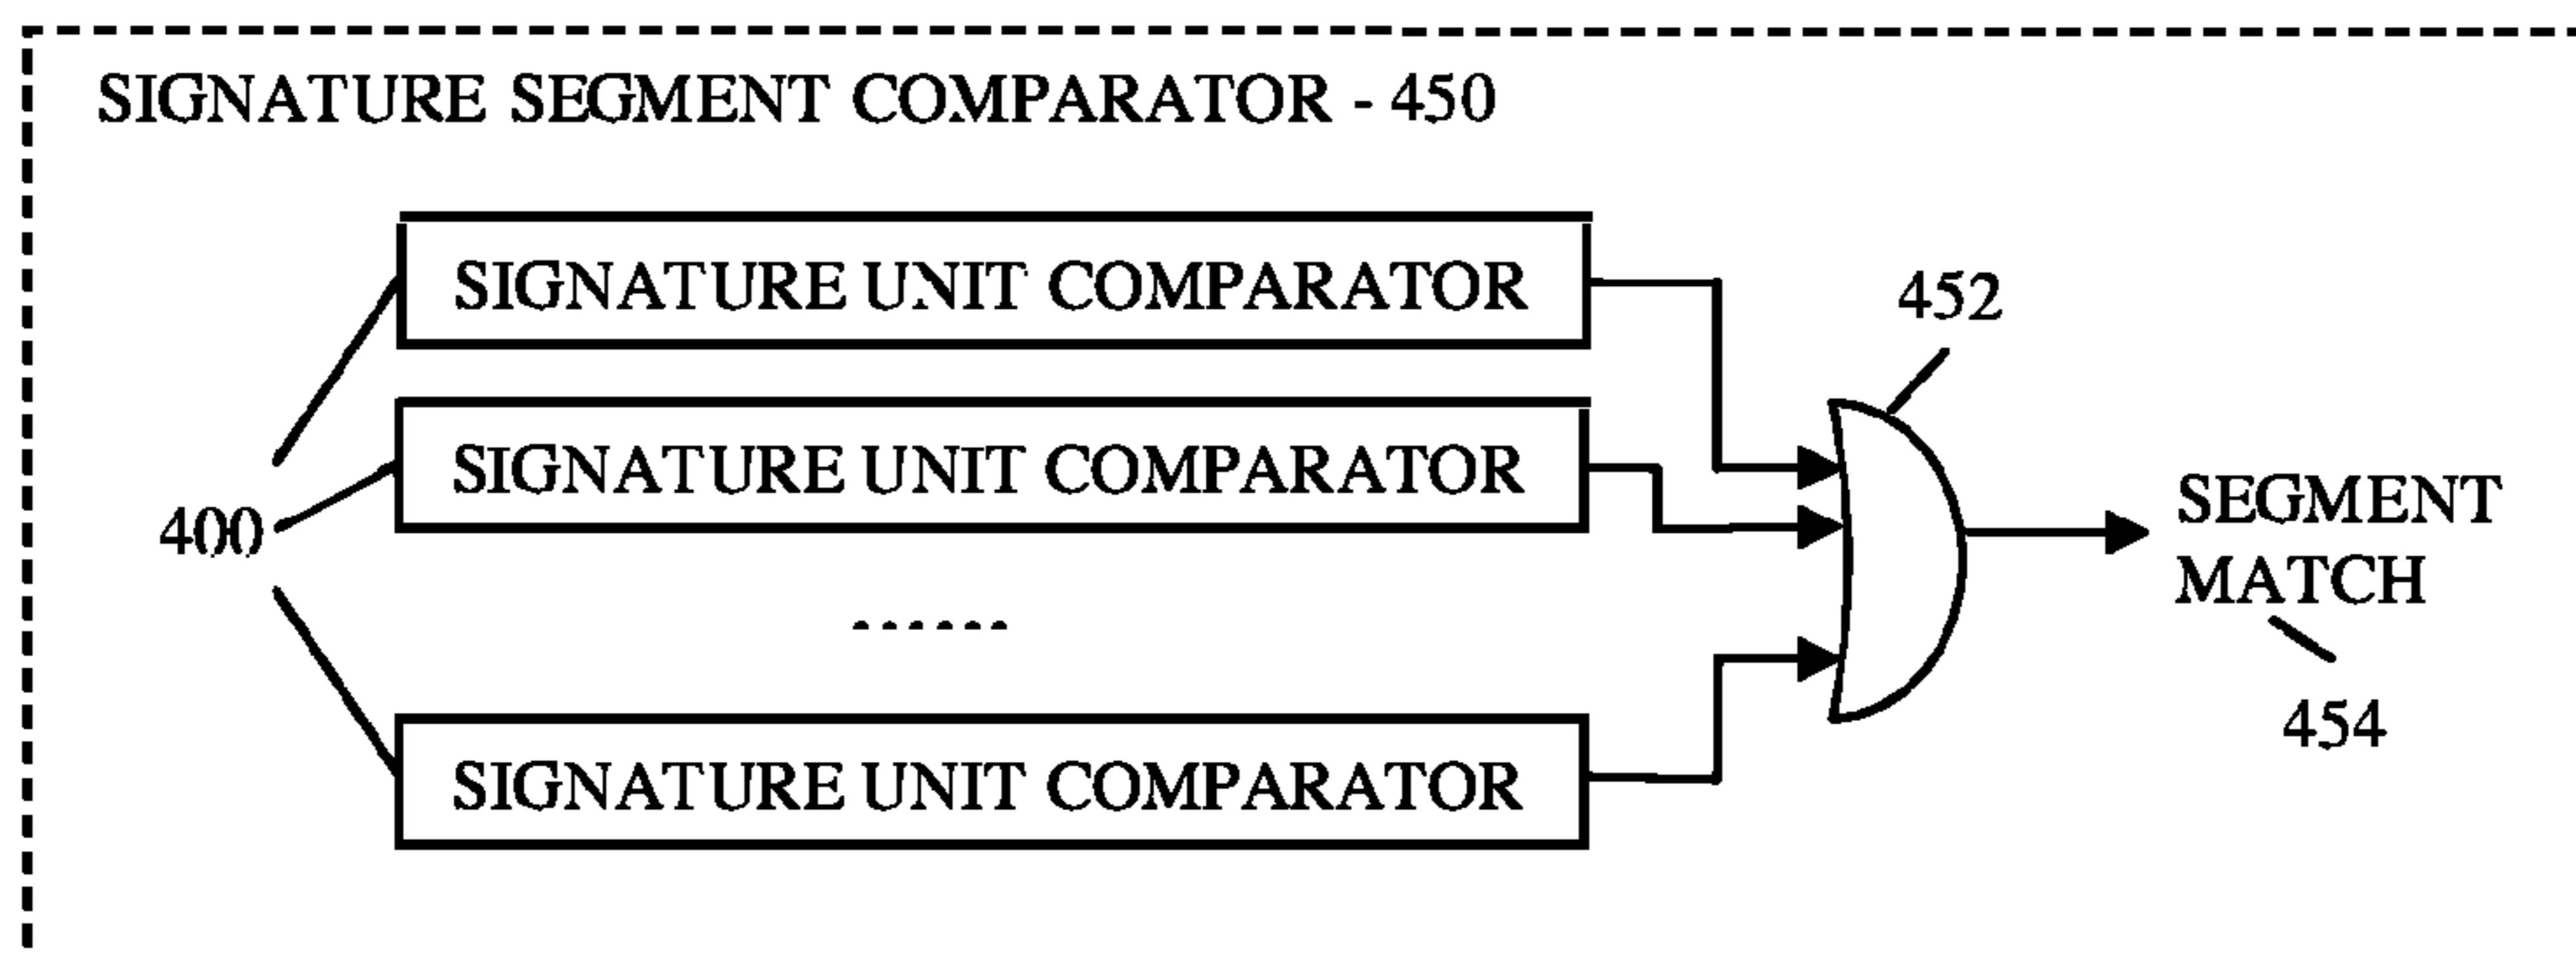 SIGNATURE SEGMENT COMPARATOR - 450
SIGNATURE UNIT COMPARATOR
452
SIGNATURE UNIT COMPARATOR
400
SEGMENT
MATCH
......
454
SIGNATURE UNIT COMPARATOR